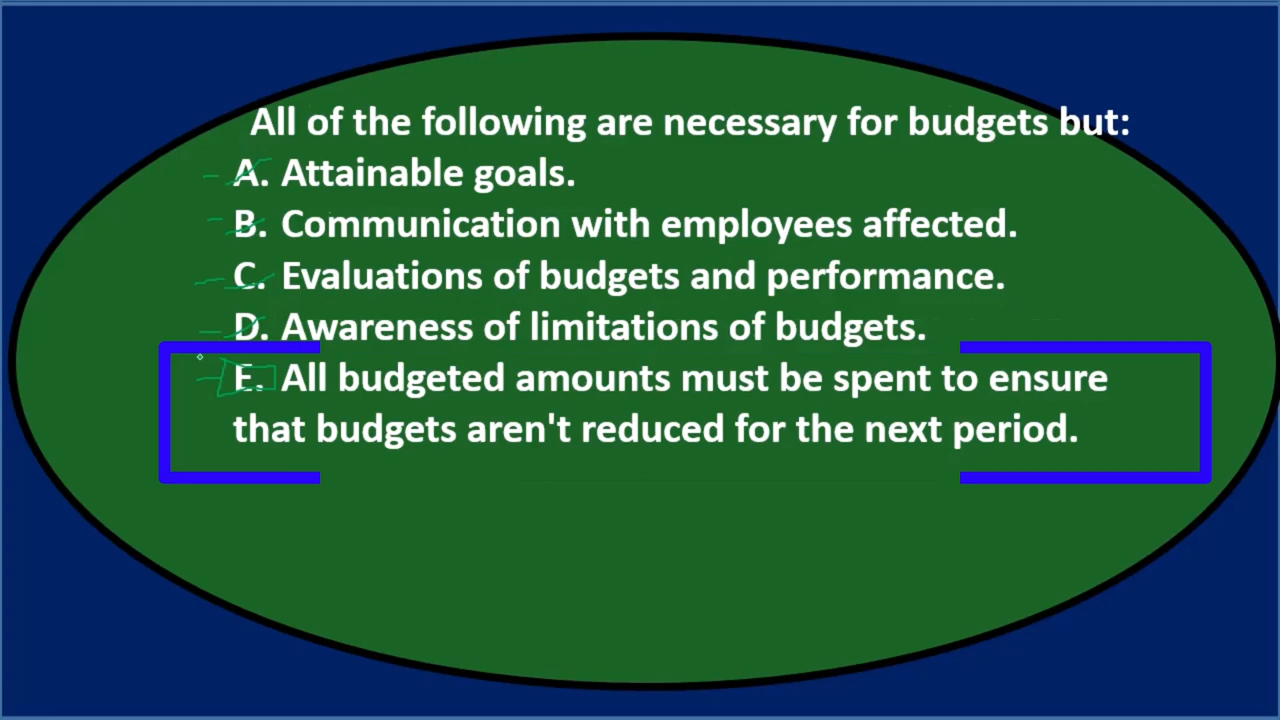 All of the following are necessary for budgets but:
A. Attainable goals.
B. Communication with employees affected.
C. Evaluations of budgets and performance.
D. Awareness of limitations of budgets.
E. All budgeted amounts must be spent to ensure
that budgets aren't reduced for the next period.